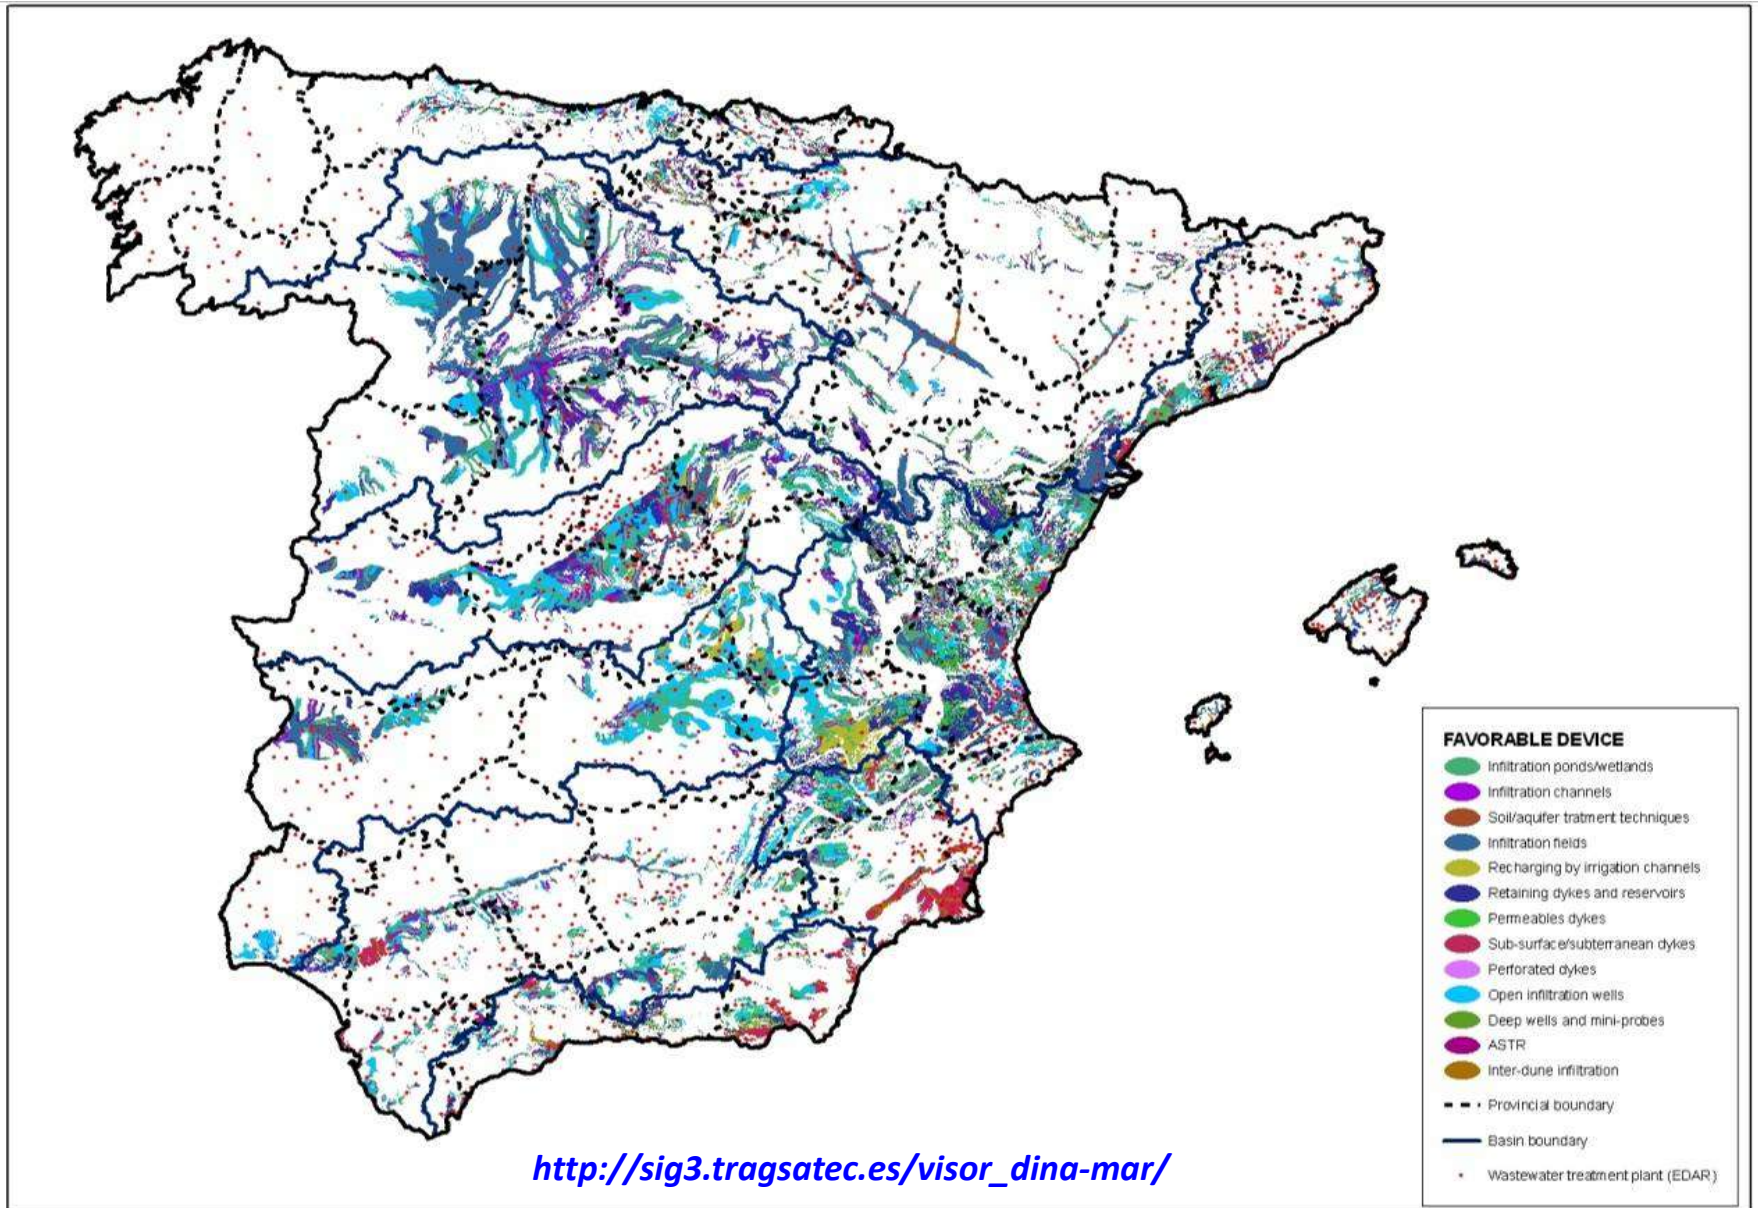 FAVORABLE DEVICE
Infiltration ponds/wetlands
Infiltration channels
Soil/aquifer tratment techniques
Infiltration fields
Recharging by irrigation channels
Retaining dykes and reservoirs
Permeables dykes
Sub-surface/subterranean dykes
Perforated dykes
Open infiltration wells
Deep wells and mini-probes
ASTR
Inter-dune infiltration
Provincial boundary
Basin boundary
Wastewater treatment plant (EDAR)
http://sig3.tragsatec.es/visor_dina-mar/